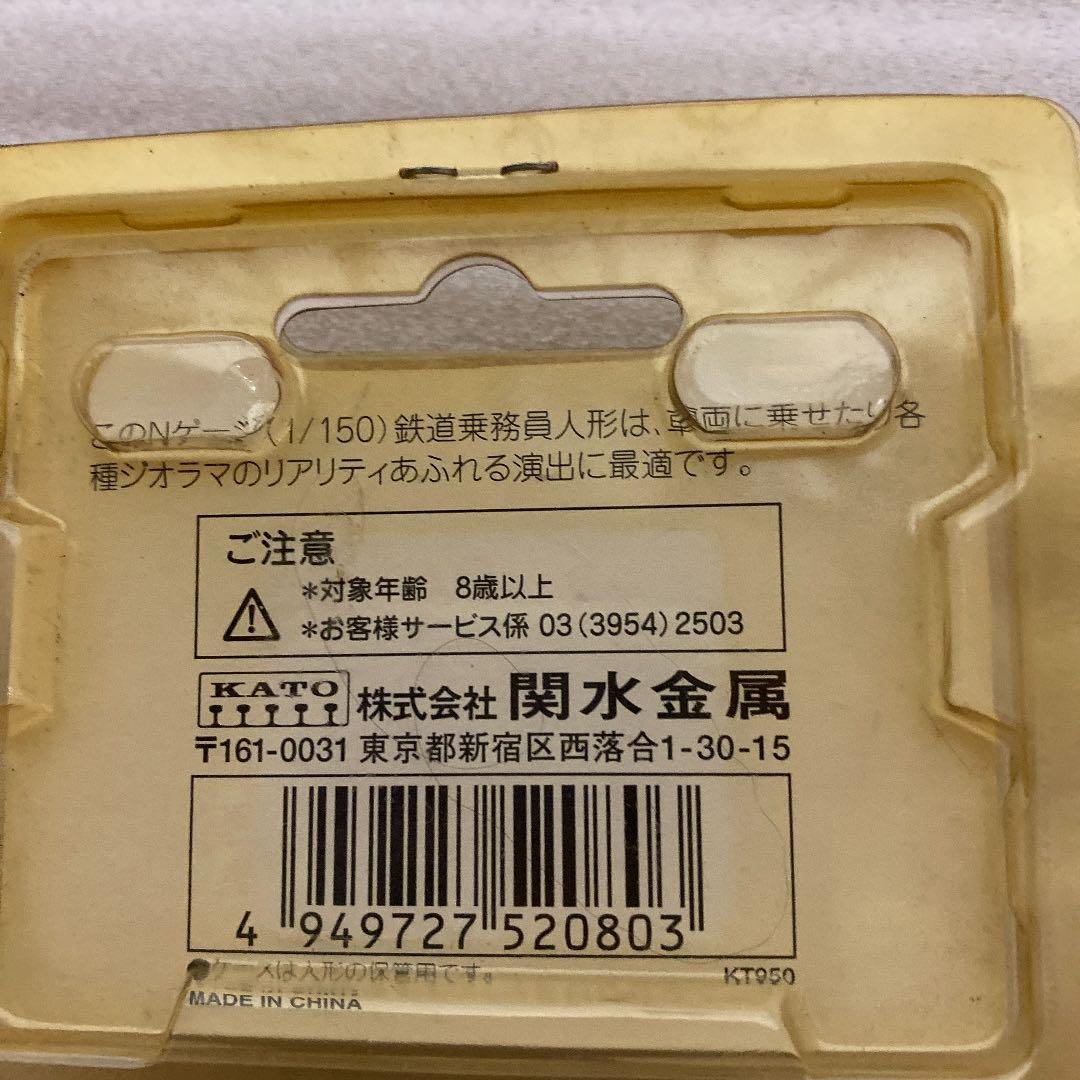 このNゲージ(1/150)鉄道乗務員人形は、車両に乗せたり各
種ジオラマのリアリティあふれる演出に最適です。
ご注意
*対象年齢 8歳以上
*お客様サービス係 03(3954)2503
KATO 株式会社 関水金属
〒161-0031 東京都新宿区西落合1-30-15
4 949727 520803
●ケースは人形の保管用です。 KT950
MADE IN CHINA